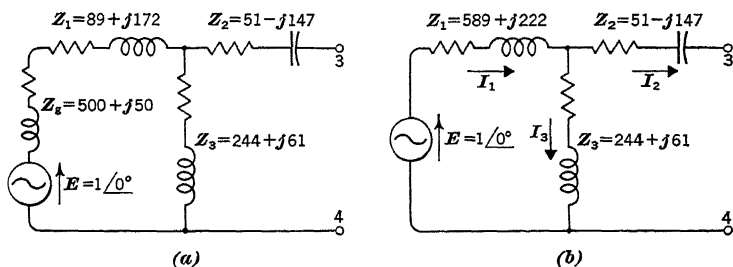 Z₁=89+j172
Z₂=51−j147
3
Zg=500+j50
Z₃=244+j61
E=1/0°
4
(a)
Z₁=589+j222
Z₂=51−j147
3
I₁
I₂
I₃
E=1/0°
Z₃=244+j61
4
(b)